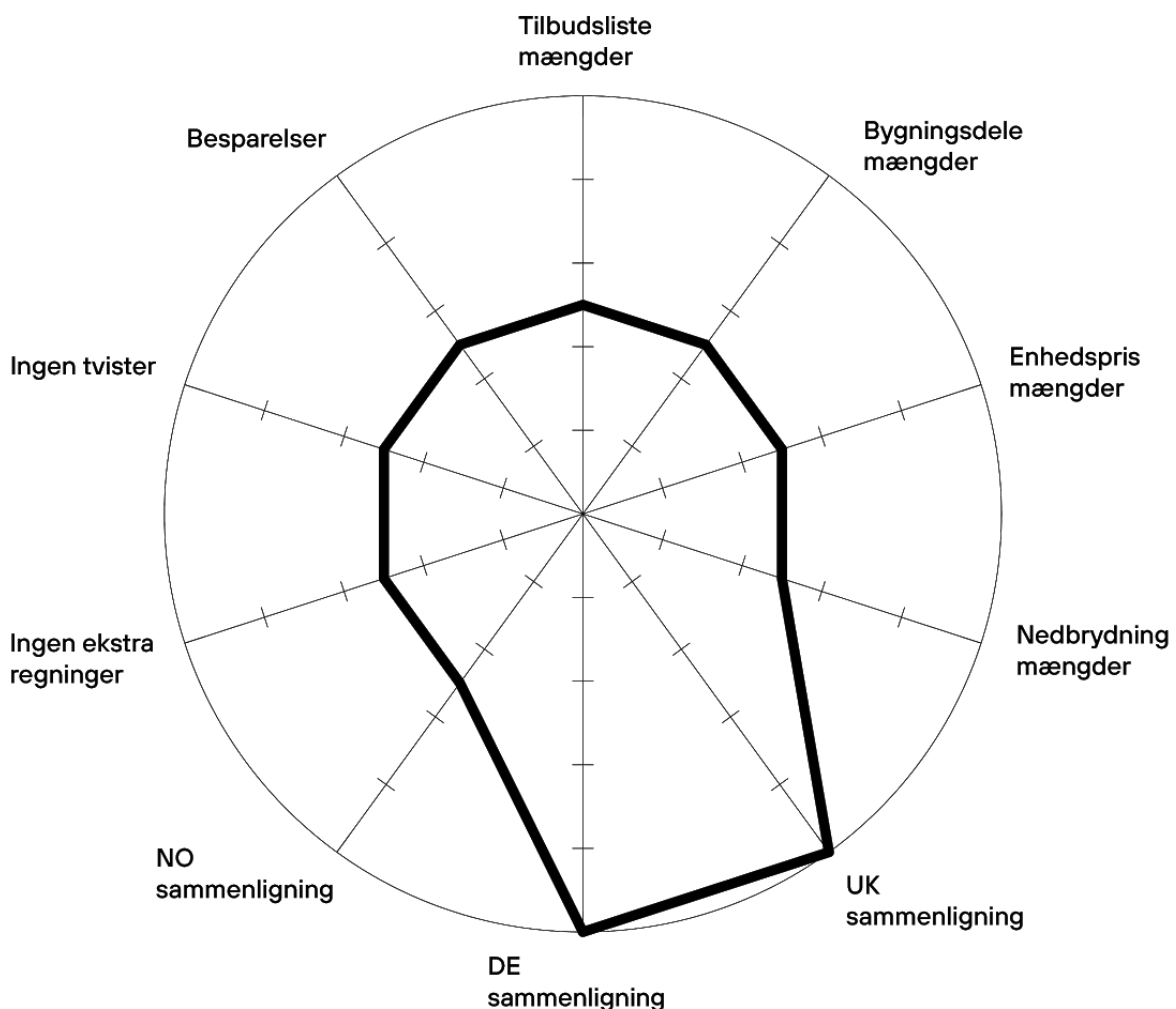 Tilbudsliste
mængder
Besparelser
Bygningsdele
mængder
Ingen tvister
Enhedspris
mængder
Ingen ekstra
regninger
Nedbrydning
mængder
NO
sammenligning
UK
sammenligning
DE
sammenligning